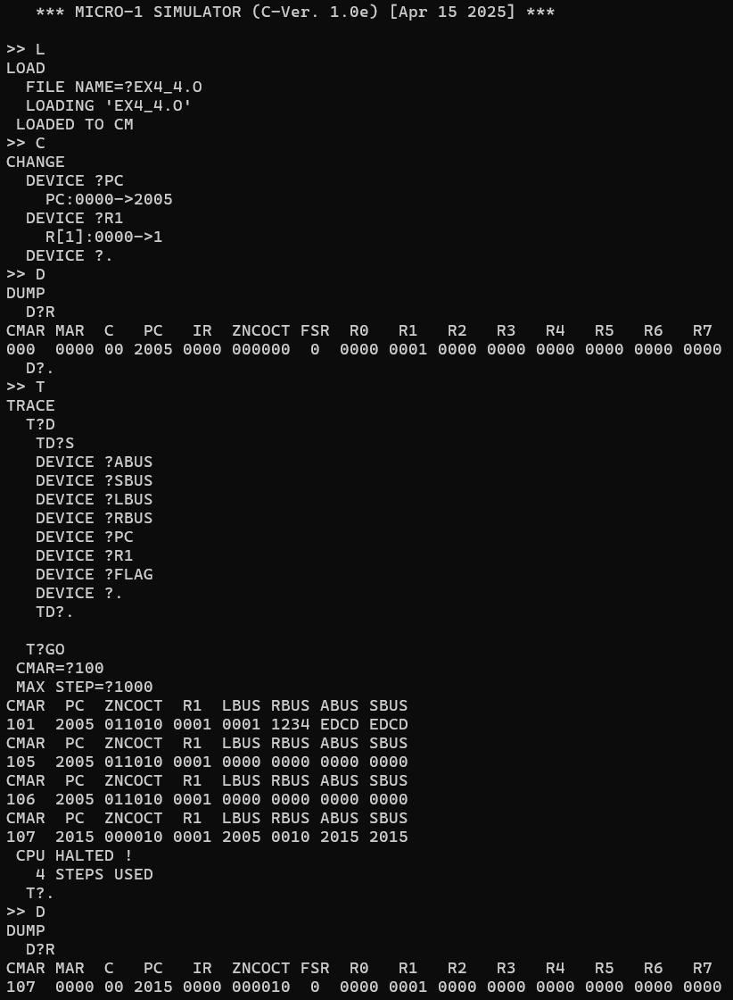 *** MICRO-1 SIMULATOR (C-Ver. 1.0e) [Apr 15 2025] ***
>> L
LOAD
FILE NAME=?EX4_4.O
LOADING 'EX4_4.O'
LOADED TO CM
>> C
CHANGE
DEVICE ?PC
PC:0000->2005
DEVICE ?R1
R[1]:0000->1
DEVICE ?.
>> D
DUMP
D?R
CMAR MAR  C   PC   IR  ZNCOCT FSR  R0   R1   R2   R3   R4   R5   R6   R7
000  0000 00 2005 0000 000000  0  0000 0001 0000 0000 0000 0000 0000 0000
D?.
>> T
TRACE
T?D
TD?S
DEVICE ?ABUS
DEVICE ?SBUS
DEVICE ?LBUS
DEVICE ?RBUS
DEVICE ?PC
DEVICE ?R1
DEVICE ?FLAG
DEVICE ?.
TD?.
T?GO
CMAR=?100
MAX STEP=?1000
CMAR  PC  ZNCOCT  R1  LBUS RBUS ABUS SBUS
101  2005 011010 0001 0001 1234 EDCD EDCD
CMAR  PC  ZNCOCT  R1  LBUS RBUS ABUS SBUS
105  2005 011010 0001 0000 0000 0000 0000
CMAR  PC  ZNCOCT  R1  LBUS RBUS ABUS SBUS
106  2005 011010 0001 0000 0000 0000 0000
CMAR  PC  ZNCOCT  R1  LBUS RBUS ABUS SBUS
107  2015 000010 0001 2005 0010 2015 2015
CPU HALTED !
4 STEPS USED
T?.
>> D
DUMP
D?R
CMAR MAR  C   PC   IR  ZNCOCT FSR  R0   R1   R2   R3   R4   R5   R6   R7
107  0000 00 2015 0000 000010  0  0000 0001 0000 0000 0000 0000 0000 0000